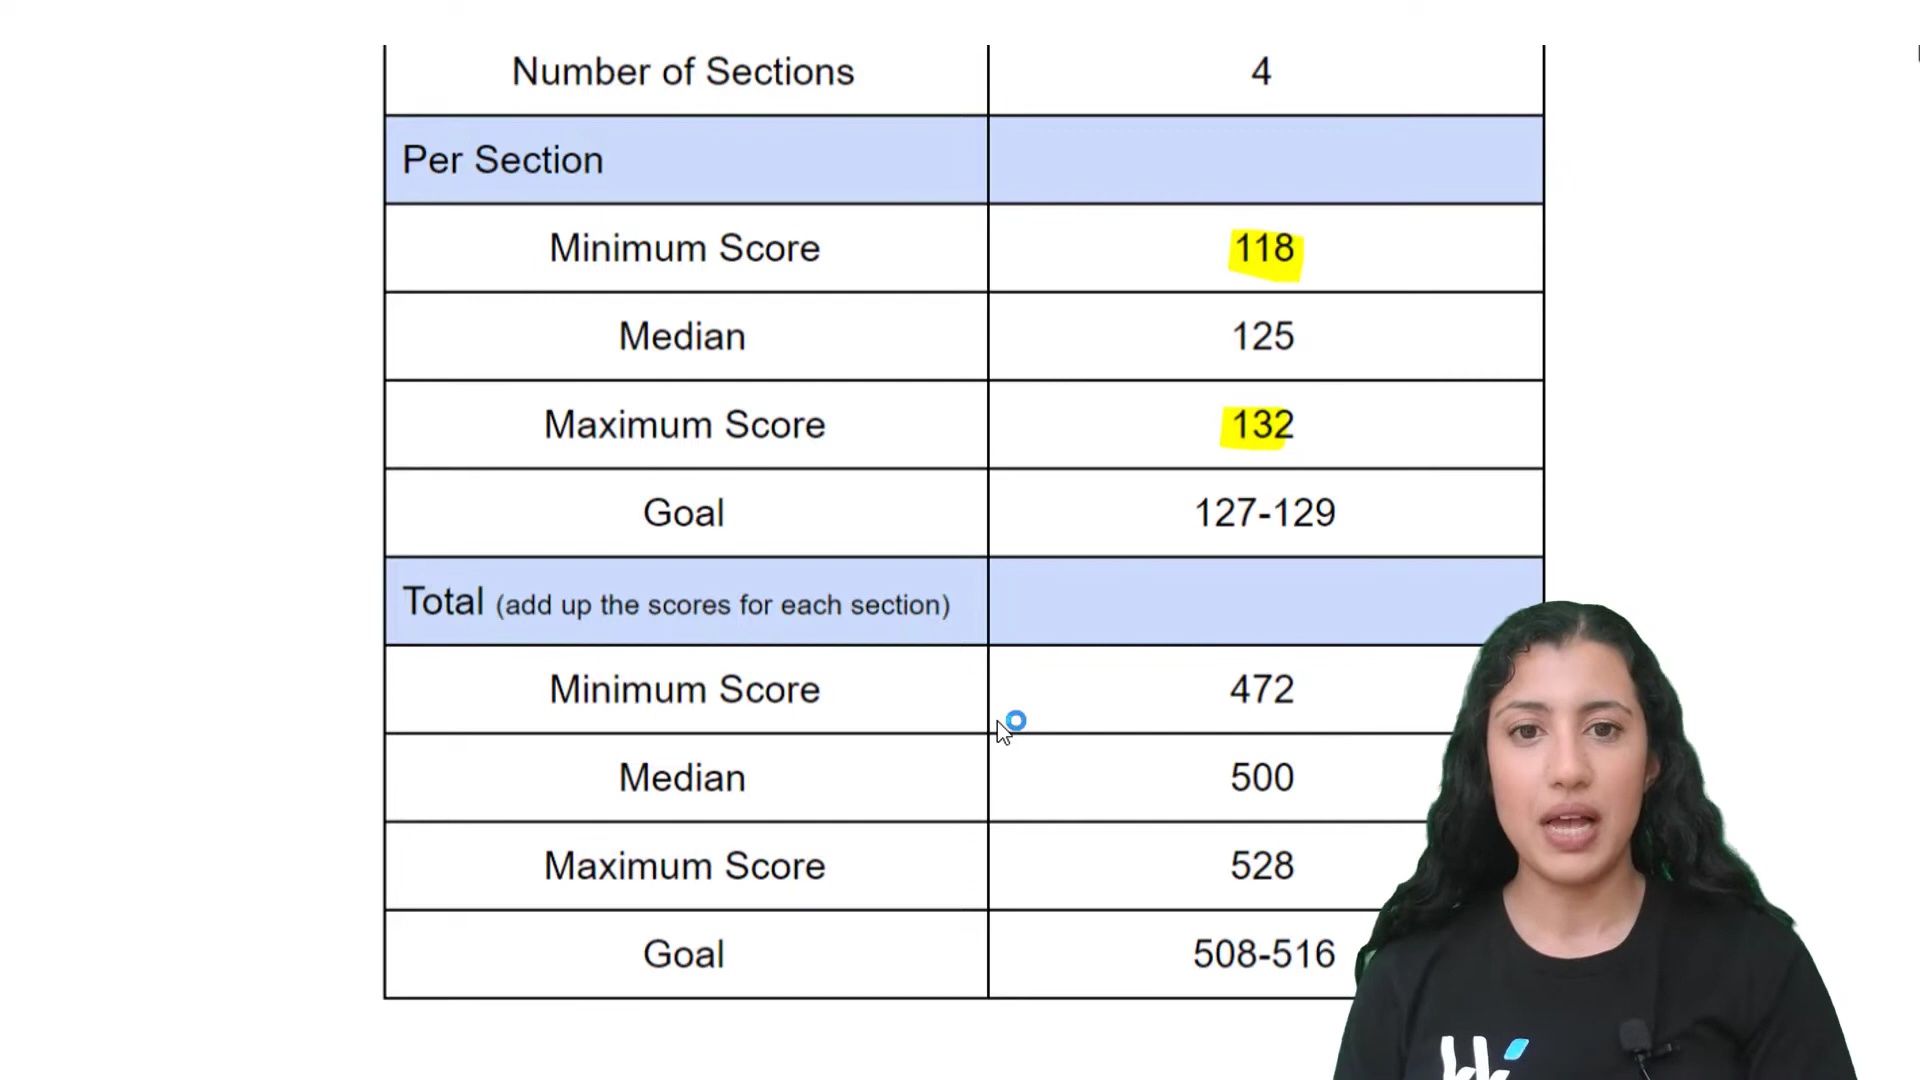 Number of Sections 4
Per Section
Minimum Score 118
Median 125
Maximum Score 132
Goal 127-129
Total (add up the scores for each section)
Minimum Score 472
Median 500
Maximum Score 528
Goal 508-516